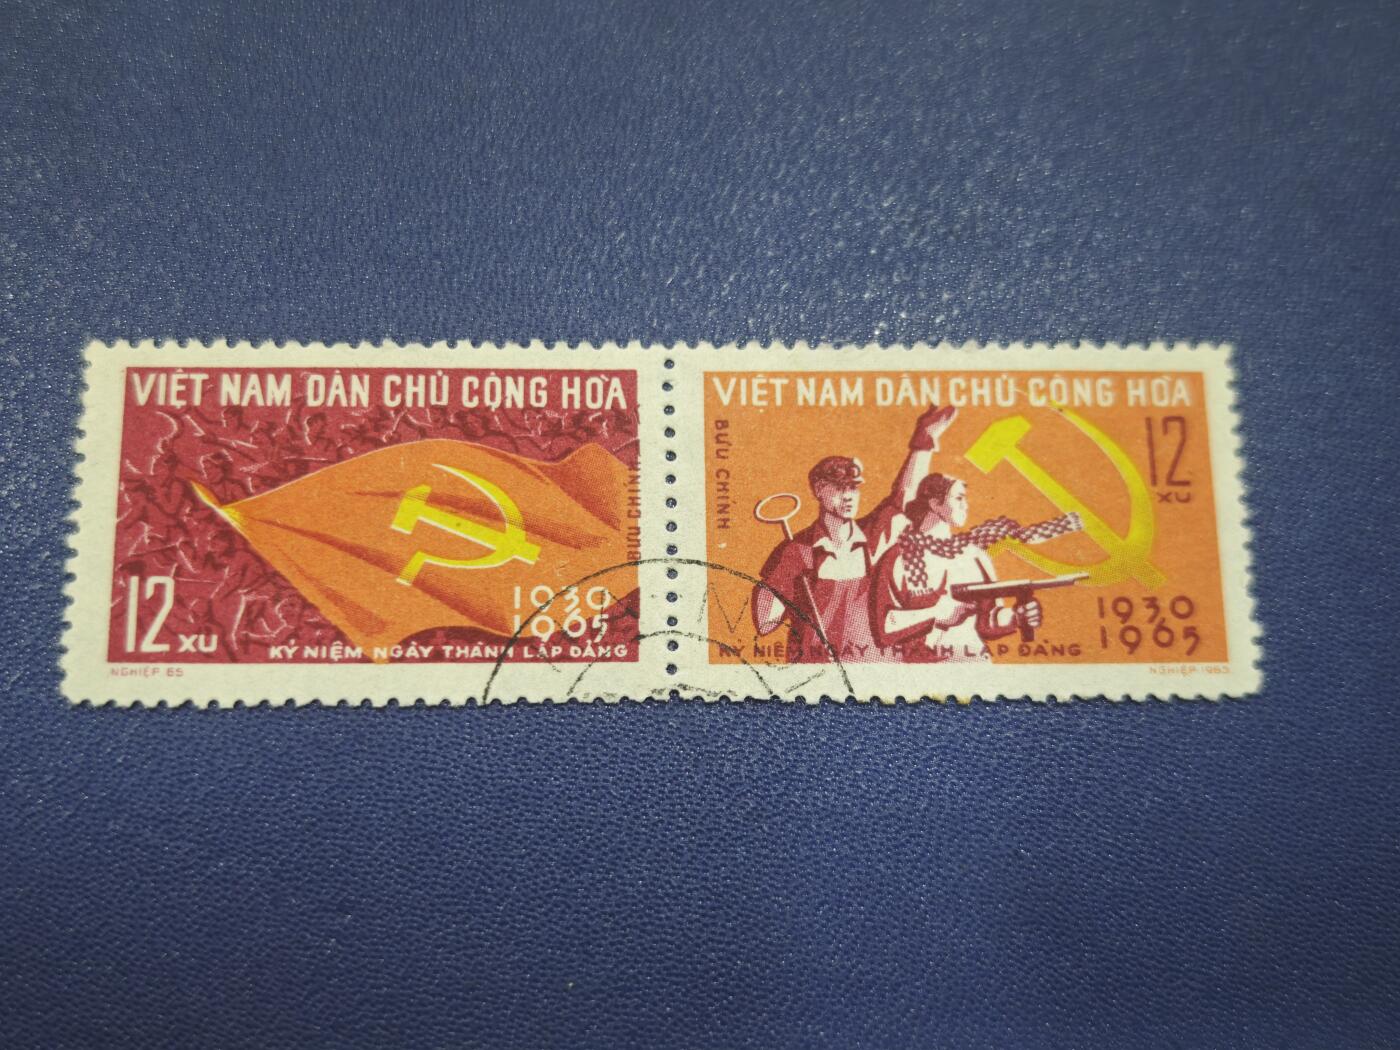 VIỆT NAM DÂN CHỦ CỘNG HÒA
BƯU CHÍNH
12 XU
1930
1965
KỶ NIỆM NGÀY THÀNH LẬP ĐẢNG
NGHIỆP 65
VIỆT NAM DÂN CHỦ CỘNG HÒA
BƯU CHÍNH
12
XU
1930
1965
KỶ NIỆM NGÀY THÀNH LẬP ĐẢNG
NGHIỆP-1965